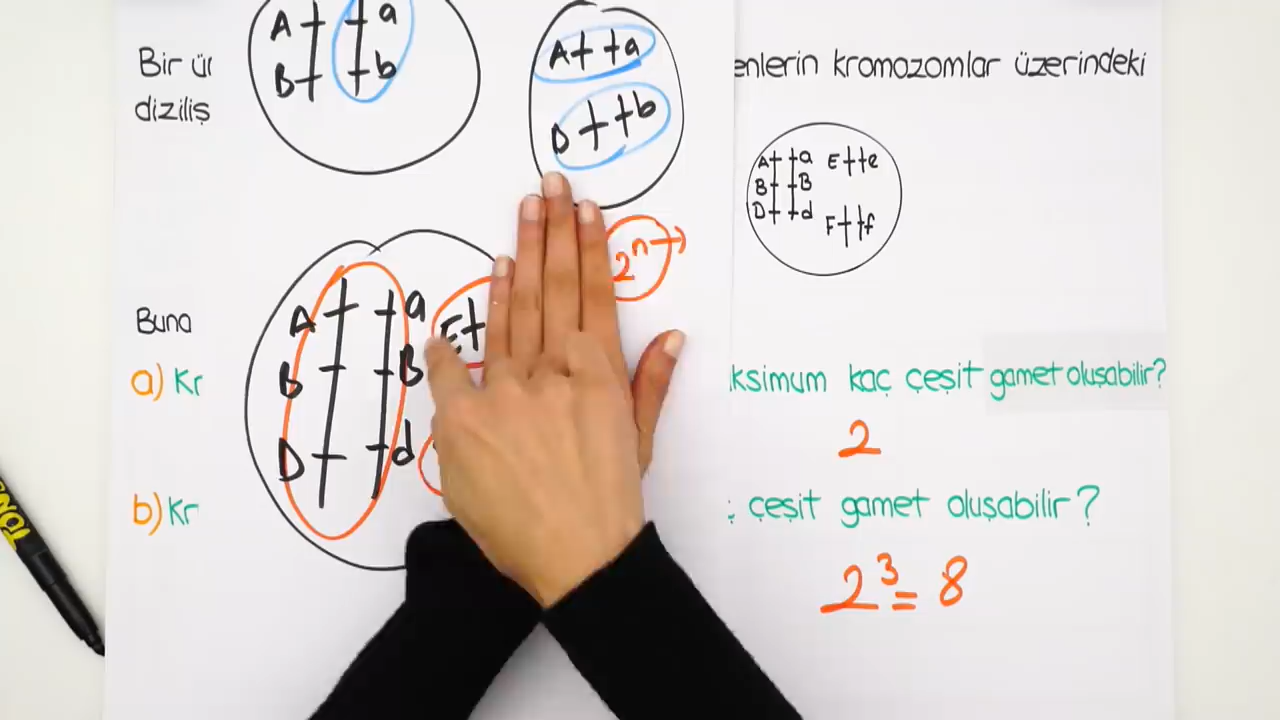 A a
B b
A a
D b
Bir ür
enlerin kromozomlar üzerindeki
diziliş
A a E e
B B
D d F f
2ⁿ
A a E
B B
D d
Buna
a) Kr
ksimum kaç çeşit gamet oluşabilir?
2
b) Kr
çeşit gamet oluşabilir?
2³ = 8